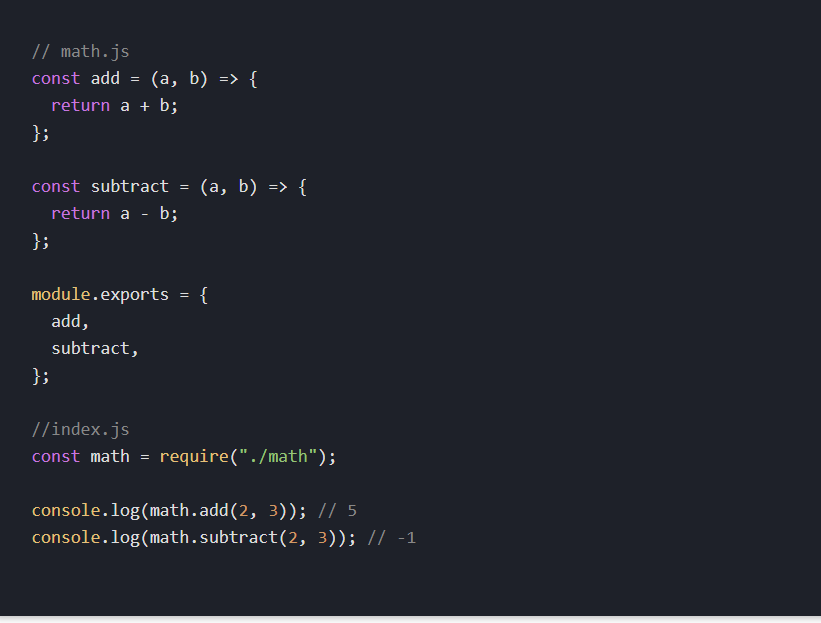 // math.js
const add = (a, b) => {
  return a + b;
};

const subtract = (a, b) => {
  return a - b;
};

module.exports = {
  add,
  subtract,
};

//index.js
const math = require("./math");

console.log(math.add(2, 3)); // 5
console.log(math.subtract(2, 3)); // -1